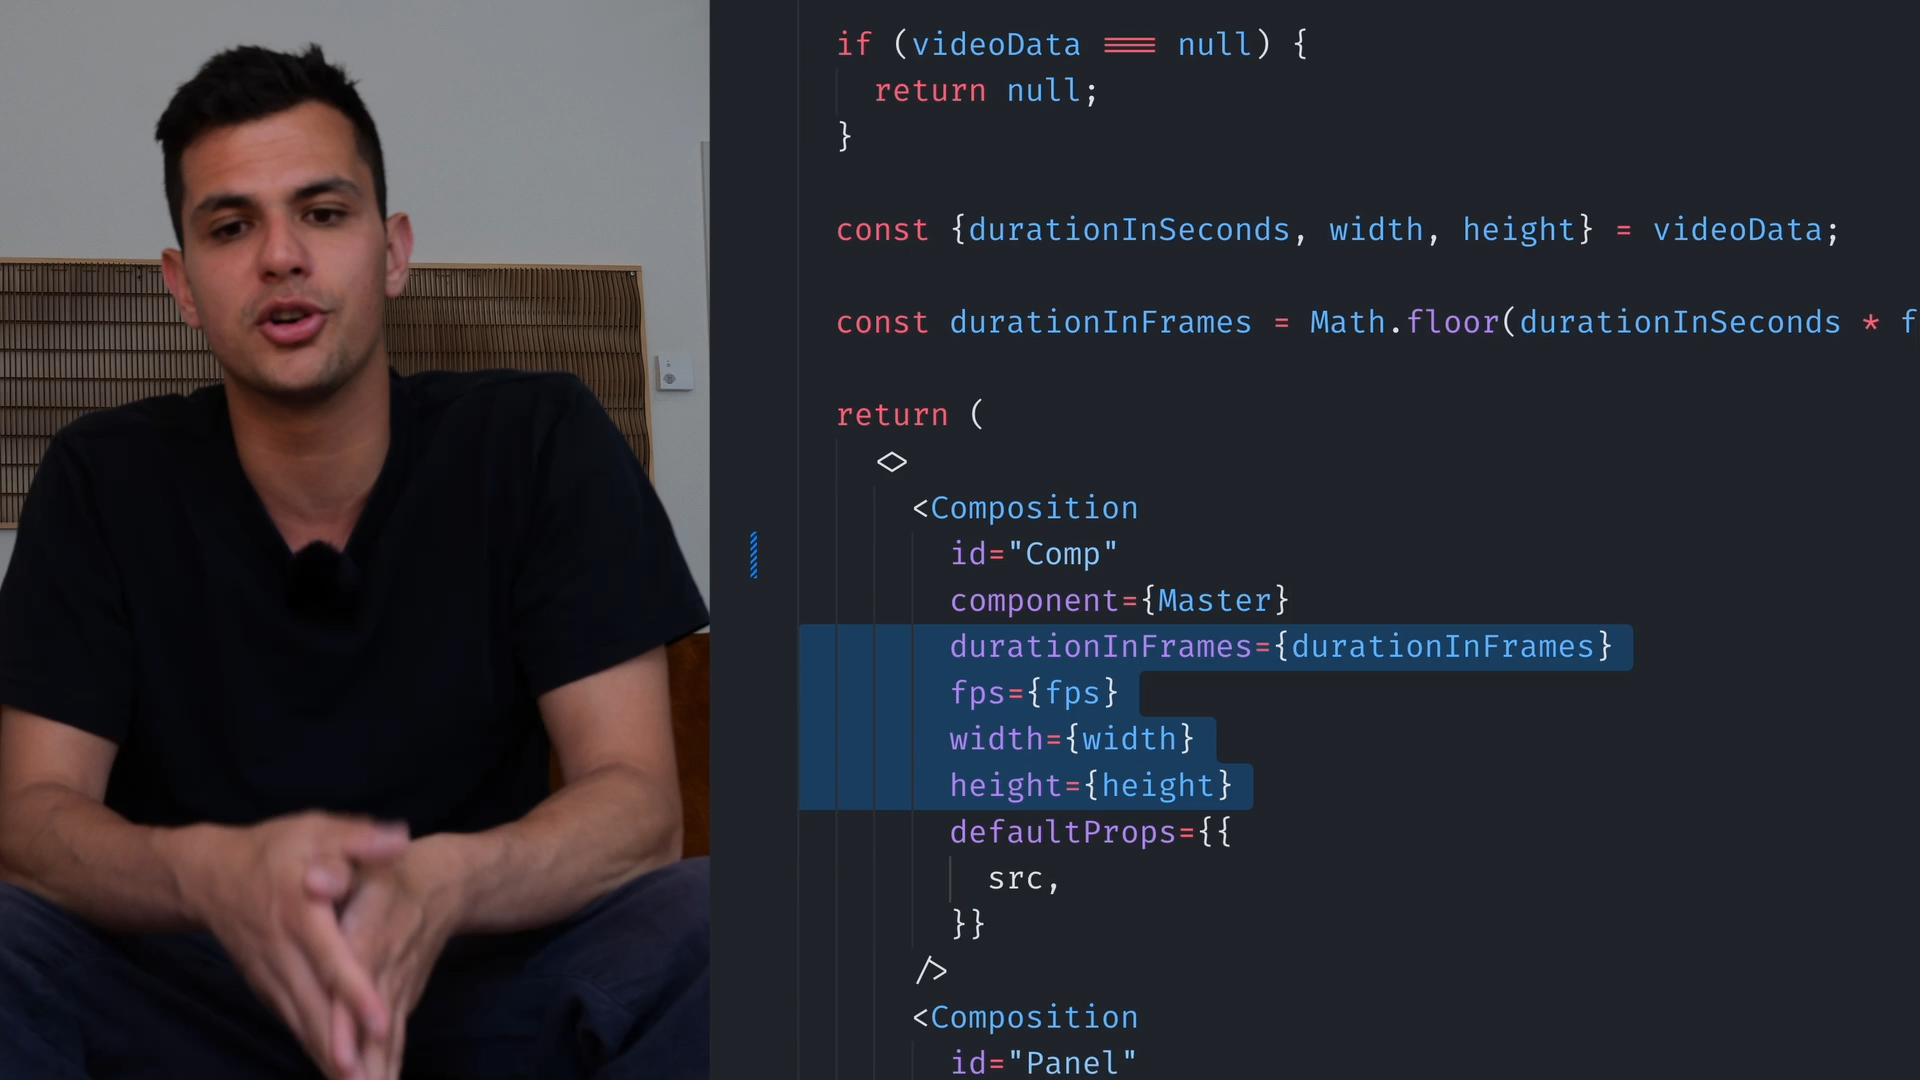 if (videoData === null) {
return null;
}
const {durationInSeconds, width, height} = videoData;
const durationInFrames = Math.floor(durationInSeconds * f
return (
<>
<Composition
id="Comp"
component={Master}
durationInFrames={durationInFrames}
fps={fps}
width={width}
height={height}
defaultProps={{
src,
}}
/>
<Composition
id="Panel"